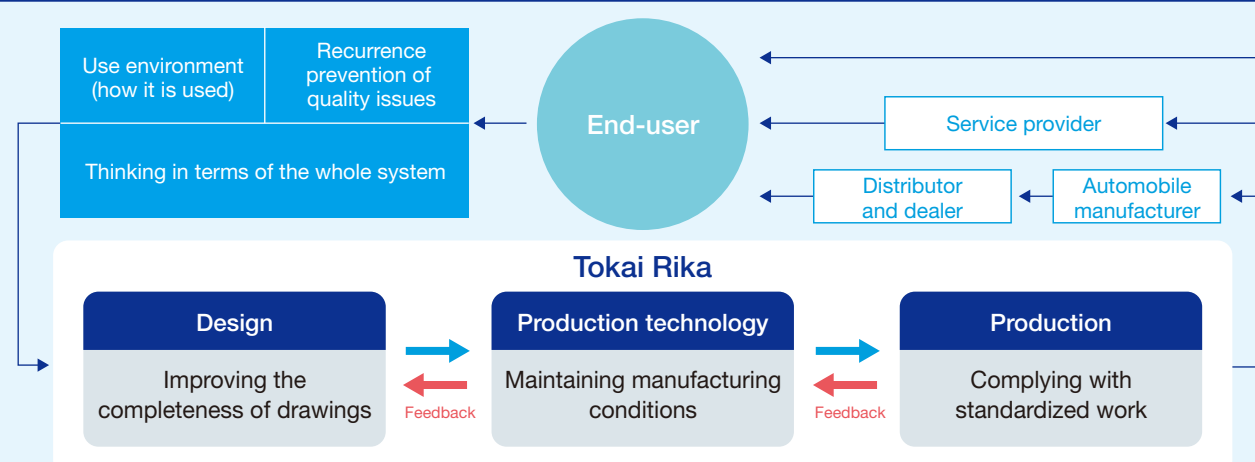 Use environment
(how it is used)
Recurrence
prevention of
quality issues
Thinking in terms of the whole system
End-user
Service provider
Distributor
and dealer
Automobile
manufacturer
Tokai Rika
Design
Improving the
completeness of drawings
Feedback
Production technology
Maintaining manufacturing
conditions
Feedback
Production
Complying with
standardized work